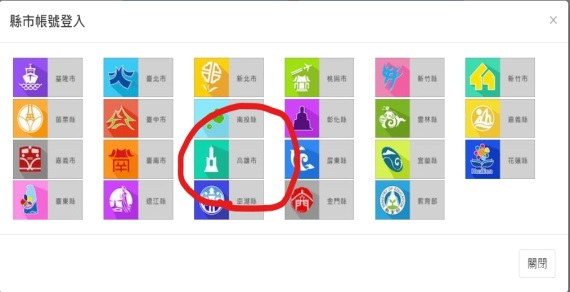 縣市帳號登入
×
基隆市 臺北市 新北市 桃園市 新竹縣 新竹市
苗栗縣 臺中市 南投縣 彰化縣 雲林縣 嘉義縣
嘉義市 臺南市 高雄市 屏東縣 宜蘭縣 花蓮縣
臺東縣 連江縣 澎湖縣 金門縣 教育部
關閉